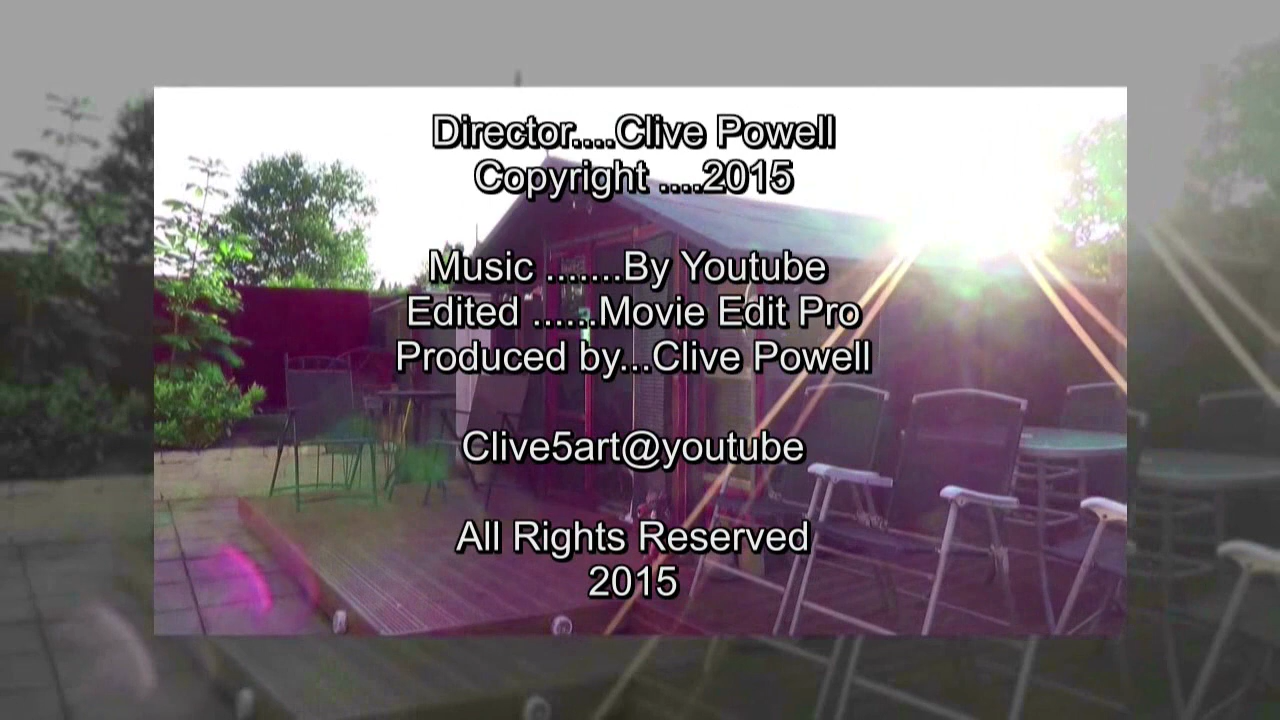 Director....Clive Powell
Copyright ....2015
Music .......By Youtube
Edited ......Movie Edit Pro
Produced by...Clive Powell
Clive5art@youtube
All Rights Reserved
2015